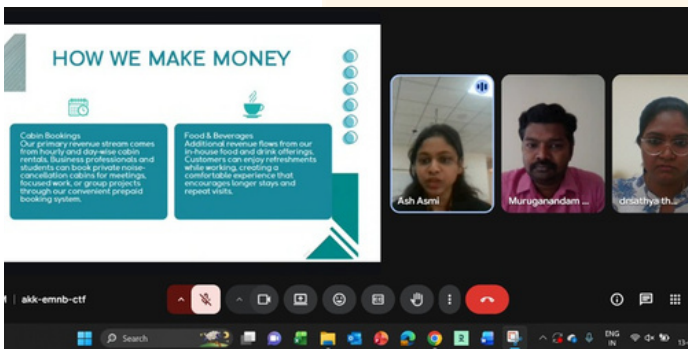 HOW WE MAKE MONEY
Cabin Bookings
Our primary revenue stream comes
from hourly and day-wise cabin
rentals. Business professionals and
students can book private noise-
cancellation cabins for meetings,
focused work, or group projects
through our convenient prepaid
booking system.
Food & Beverages
Additional revenue flows from our
in-house food and drink offerings.
Customers can enjoy refreshments
while working, creating a
comfortable experience that
encourages longer stays and
repeat visits.
Ash Asmi
Muruganandam ...
drsathya th...
| akk-emnb-ctf
Search
ENG
IN
13-